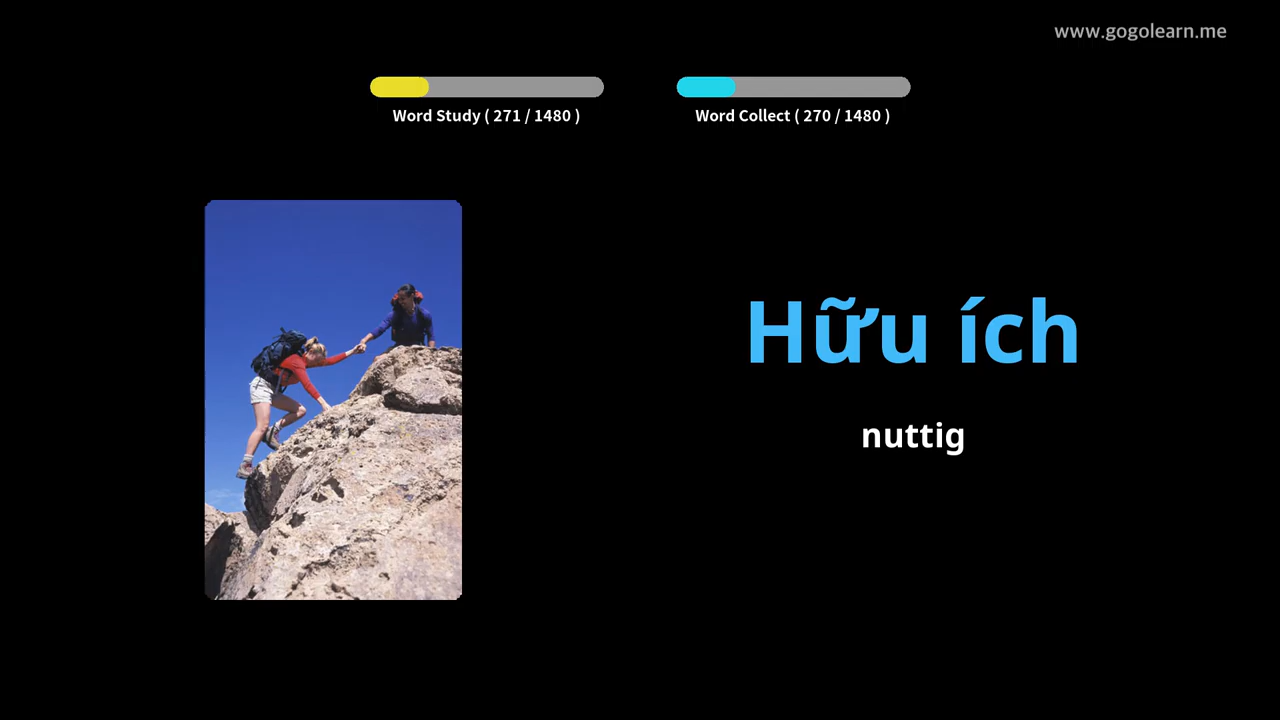 www.gogolearn.me
Word Study ( 271 / 1480 )
Word Collect ( 270 / 1480 )
Hữu ích
nuttig